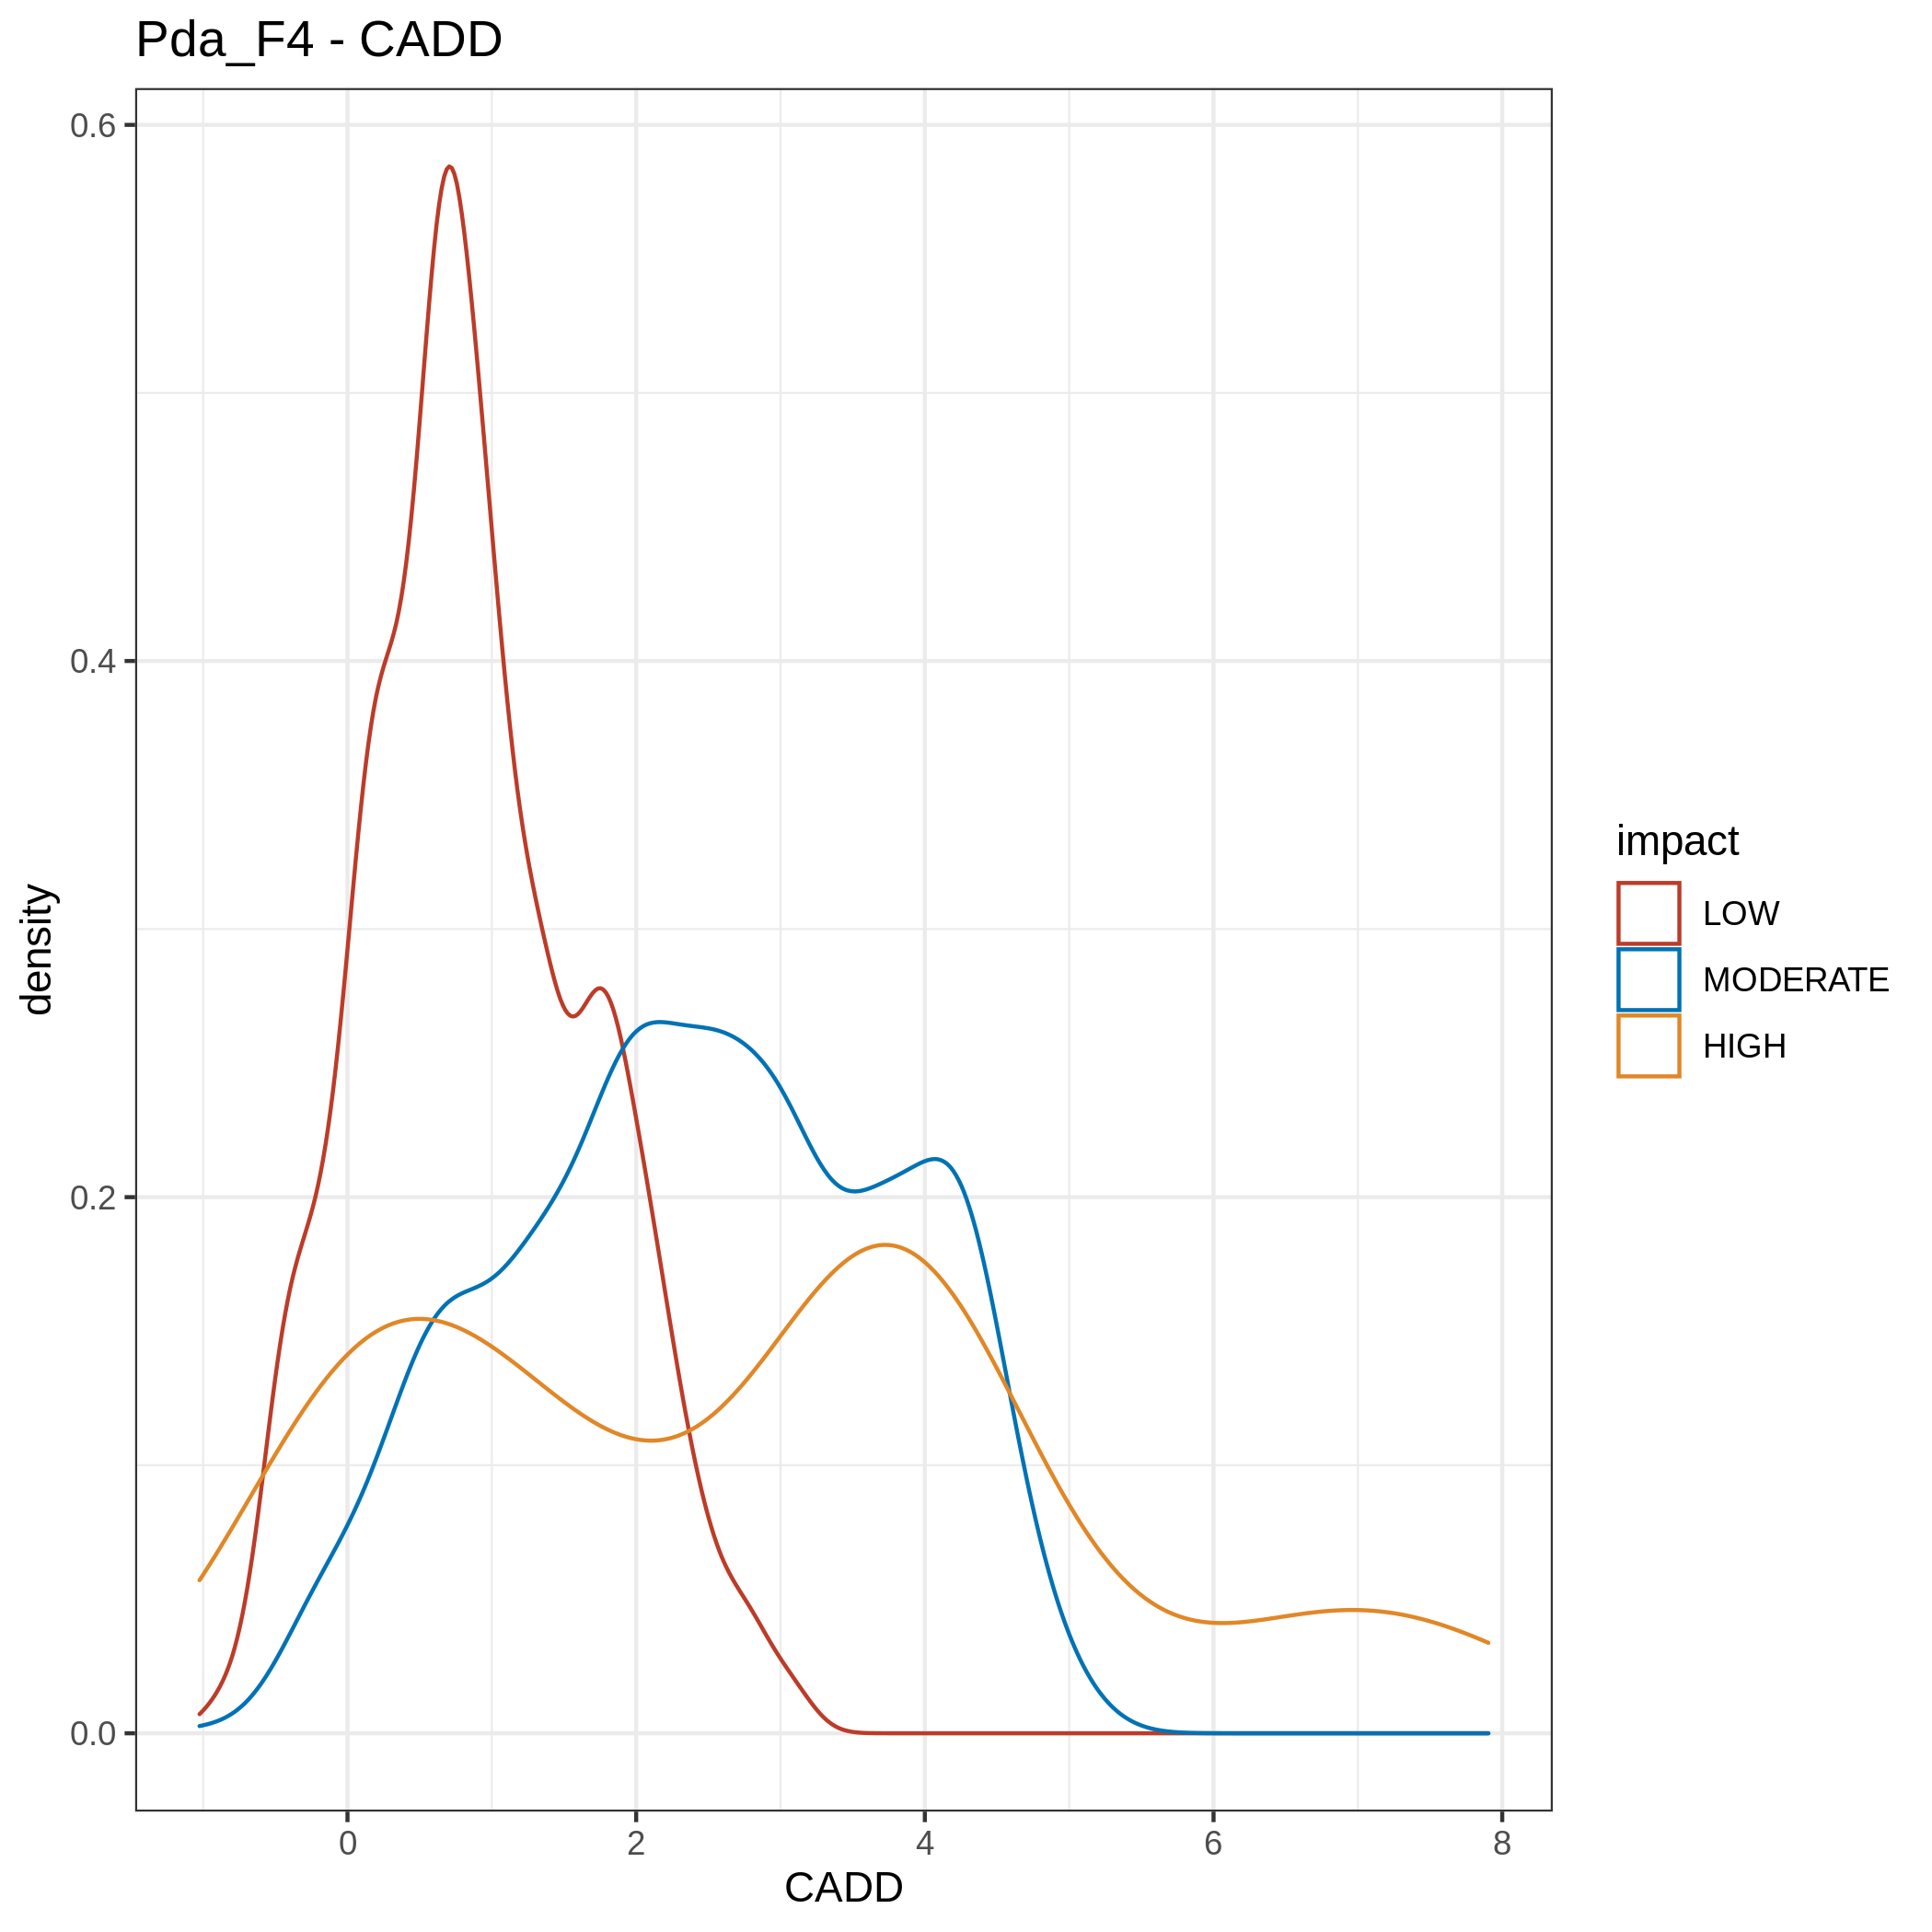 Pda_F4 - CADD
0.6
0.4
0.2
0.0
density
0 2 4 6 8
CADD
impact
LOW
MODERATE
HIGH